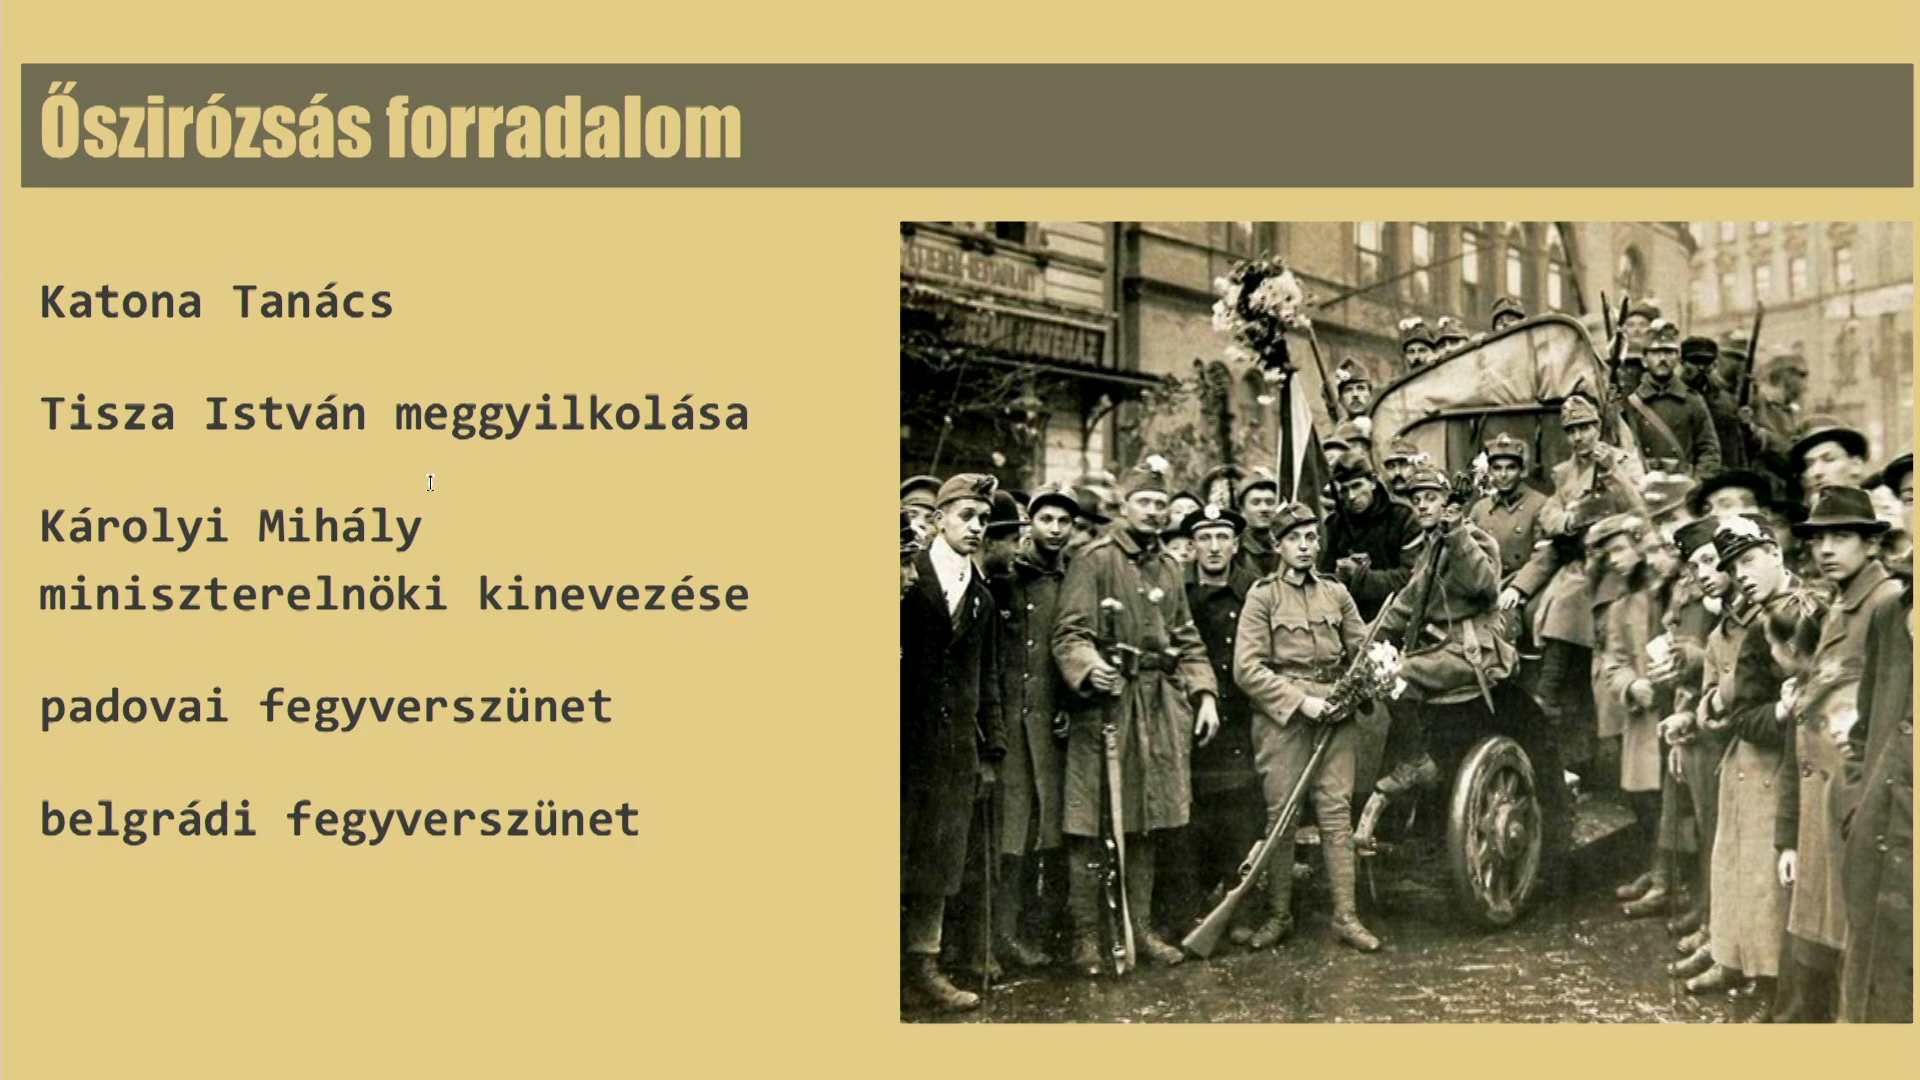 Őszirózsás forradalom
Katona Tanács
Tisza István meggyilkolása
Károlyi Mihály
miniszterelnöki kinevezése
padovai fegyverszünet
belgrádi fegyverszünet